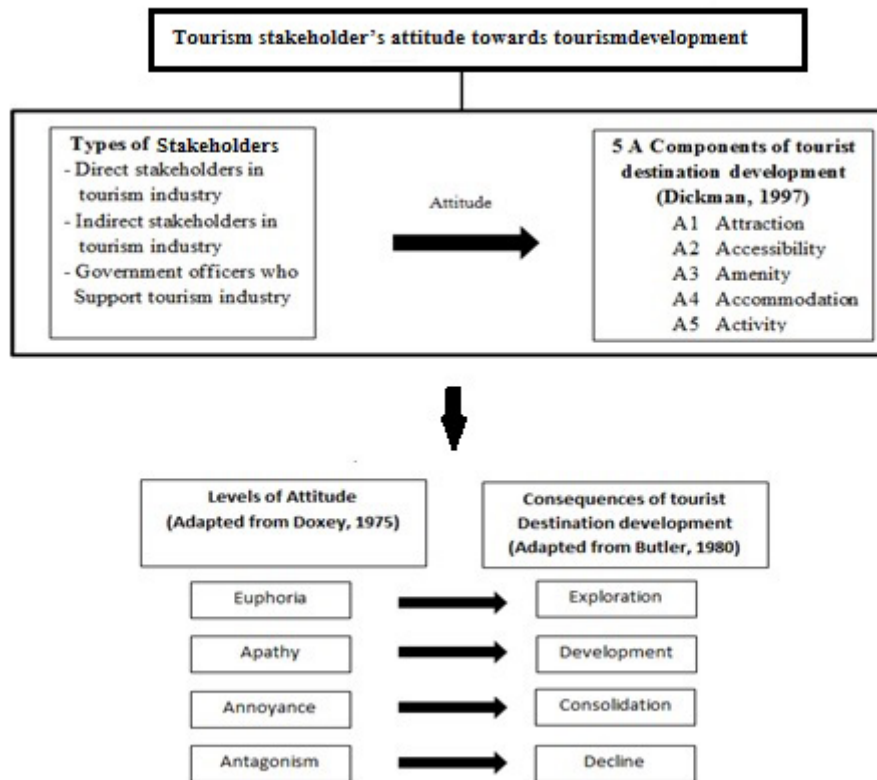 Tourism stakeholder's attitude towards tourismdevelopment
Types of Stakeholders
- Direct stakeholders in
tourism industry
- Indirect stakeholders in
tourism industry
- Government officers who
Support tourism industry
Attitude
5 A Components of tourist
destination development
(Dickman, 1997)
A1 Attraction
A2 Accessibility
A3 Amenity
A4 Accommodation
A5 Activity
Levels of Attitude
(Adapted from Doxey, 1975)
Consequences of tourist
Destination development
(Adapted from Butler, 1980)
Euphoria
Exploration
Apathy
Development
Annoyance
Consolidation
Antagonism
Decline